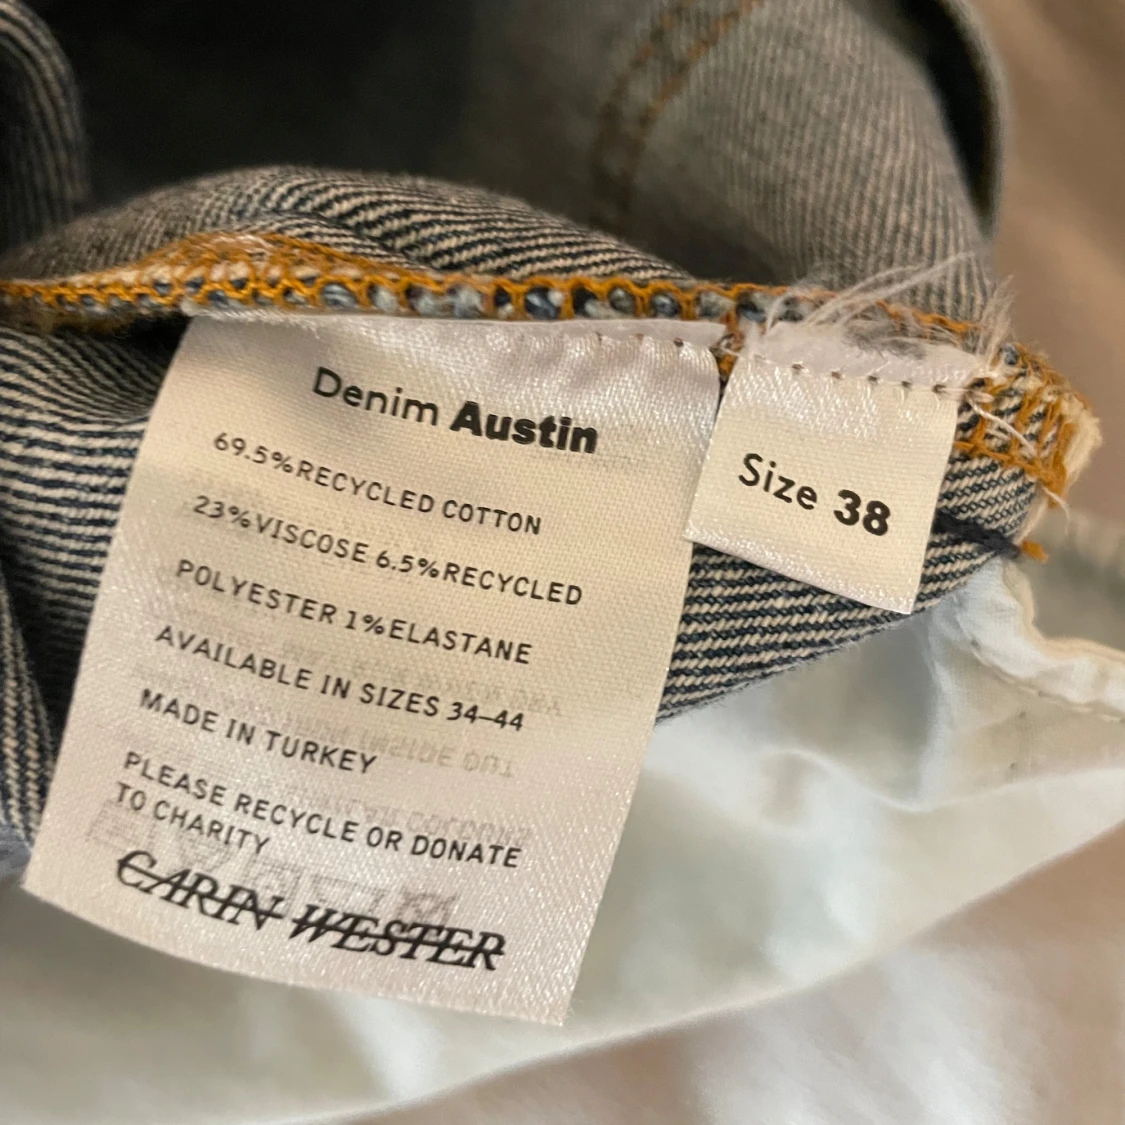 Denim Austin
69.5%RECYCLED COTTON
23%VISCOSE 6.5%RECYCLED
POLYESTER 1%ELASTANE
AVAILABLE IN SIZES 34–44
MADE IN TURKEY
PLEASE RECYCLE OR DONATE
TO CHARITY
CARIN WESTER
Size 38